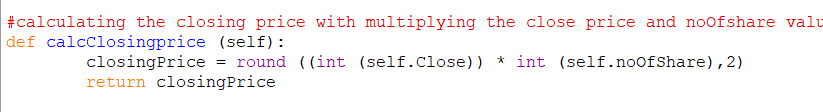 #calculating the closing price with multiplying the close price and noOfshare valu
def calcClosingprice (self):
closingPrice = round ((int (self.Close)) * int (self.noOfShare),2)
return closingPrice